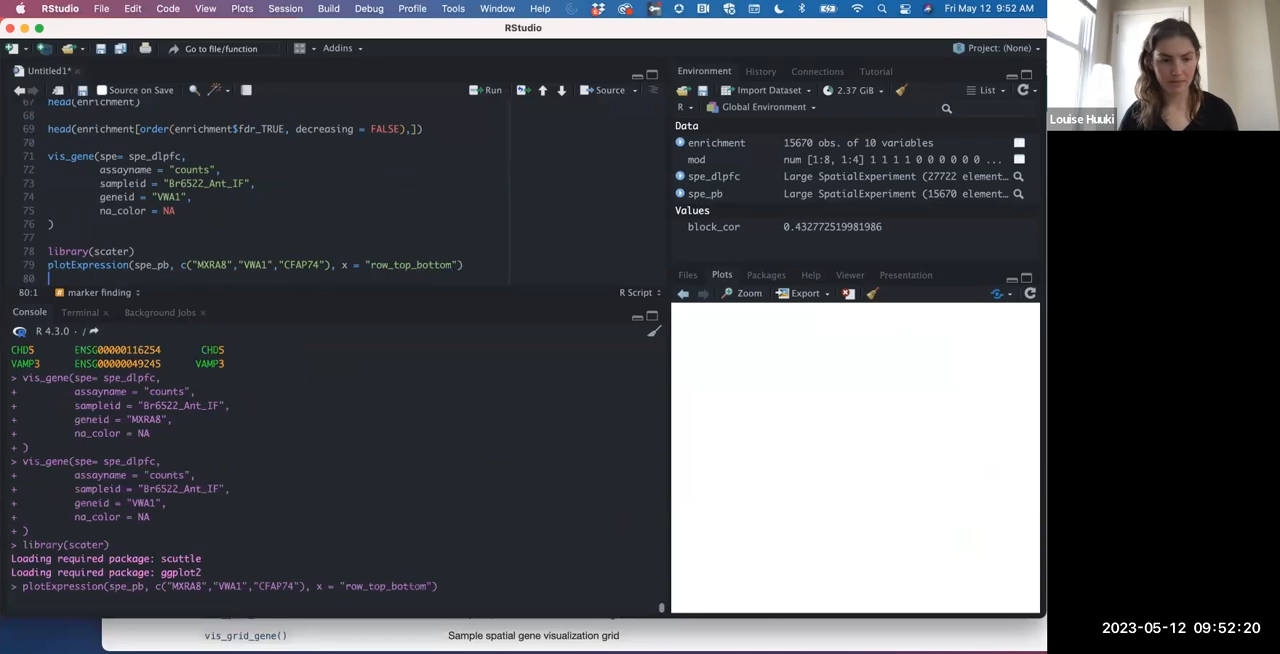 RStudio File Edit Code View Plots Session Build Debug Profile Tools Window Help Fri May 12 9:52 AM
RStudio
Go to file/function Addins Project: (None)
Untitled1*
Source on Save Run Source
67 head(enrichment)
68
69 head(enrichment[order(enrichment$fdr_TRUE, decreasing = FALSE),])
70
71 vis_gene(spe= spe_dlpfc,
72 assayname = "counts",
73 sampleid = "Br6522_Ant_IF",
74 geneid = "VWA1",
75 na_color = NA
76 )
77
78 library(scater)
79 plotExpression(spe_pb, c("MXRA8","VWA1","CFAP74"), x = "row_top_bottom")
80
80:1 marker finding R Script
Console Terminal Background Jobs
R 4.3.0 · /
CHD5 ENSG00000116254 CHD5
VAMP3 ENSG00000049245 VAMP3
> vis_gene(spe= spe_dlpfc,
+ assayname = "counts",
+ sampleid = "Br6522_Ant_IF",
+ geneid = "MXRA8",
+ na_color = NA
+ )
> vis_gene(spe= spe_dlpfc,
+ assayname = "counts",
+ sampleid = "Br6522_Ant_IF",
+ geneid = "VWA1",
+ na_color = NA
+ )
> library(scater)
Loading required package: scuttle
Loading required package: ggplot2
> plotExpression(spe_pb, c("MXRA8","VWA1","CFAP74"), x = "row_top_bottom")
Environment History Connections Tutorial
Import Dataset 2.37 GiB List
R Global Environment
Data
enrichment 15670 obs. of 10 variables
mod num [1:8, 1:4] 1 1 1 1 0 0 0 0 0 0 ...
spe_dlpfc Large SpatialExperiment (27722 element…
spe_pb Large SpatialExperiment (15670 element…
Values
block_cor 0.432772519981986
Files Plots Packages Help Viewer Presentation
Zoom Export
vis_grid_gene() Sample spatial gene visualization grid
Louise Huuki
2023-05-12 09:52:20